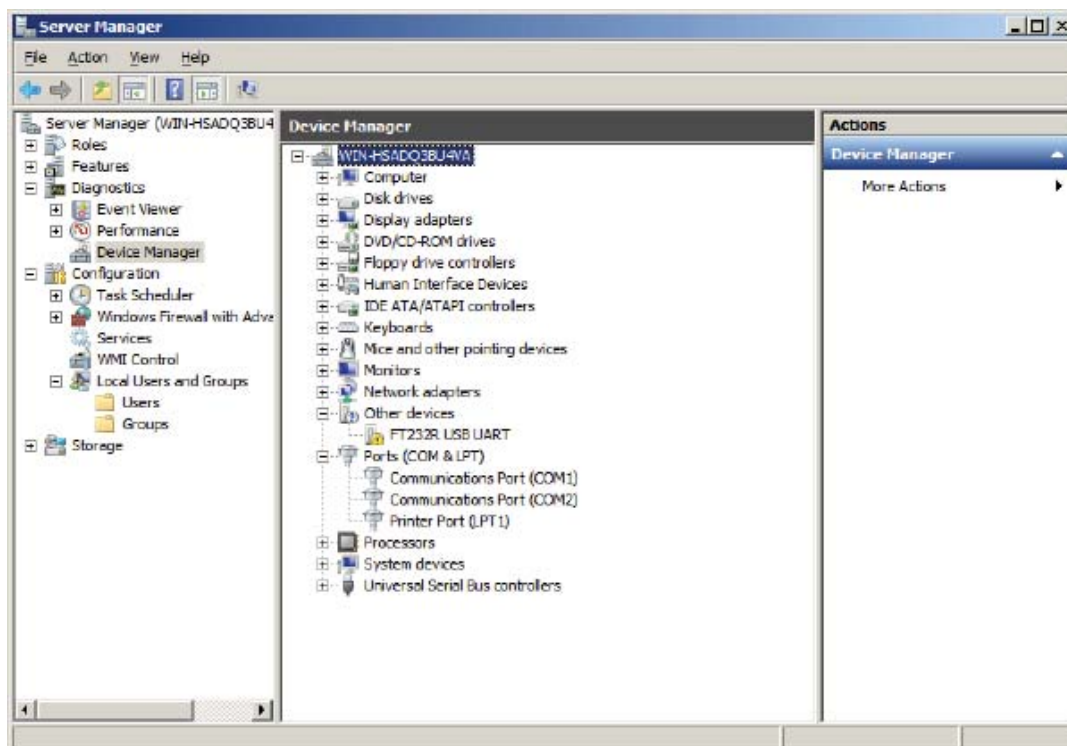 Server Manager
File Action View Help
Server Manager (WIN-HSADQ3BU4
Roles
Features
Diagnostics
Event Viewer
Performance
Device Manager
Configuration
Task Scheduler
Windows Firewall with Adva
Services
WMI Control
Local Users and Groups
Users
Groups
Storage
Device Manager
WIN-HSADQ3BU4VA
Computer
Disk drives
Display adapters
DVD/CD-ROM drives
Floppy drive controllers
Human Interface Devices
IDE ATA/ATAPI controllers
Keyboards
Mice and other pointing devices
Monitors
Network adapters
Other devices
FT232R USB UART
Ports (COM & LPT)
Communications Port (COM1)
Communications Port (COM2)
Printer Port (LPT1)
Processors
System devices
Universal Serial Bus controllers
Actions
Device Manager
More Actions